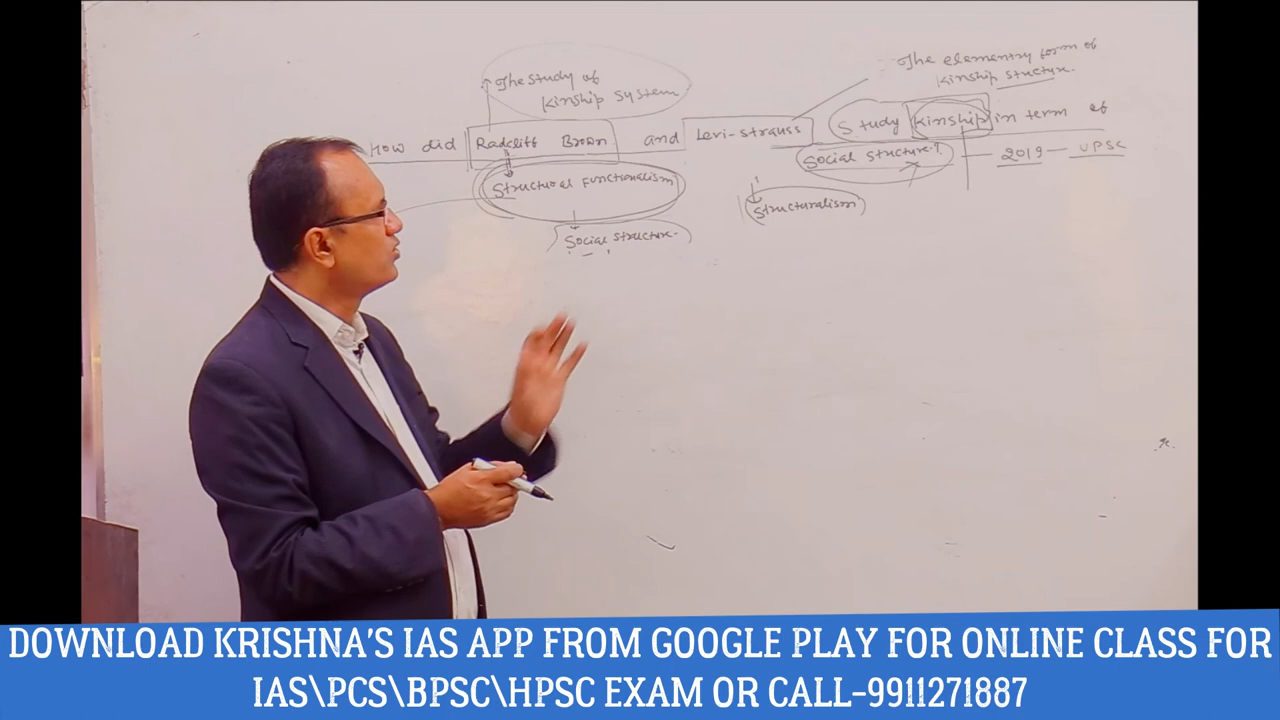 The Study of
Kinship System
The elementry form of
Kinship Stucture.
How did Radcliff Brown and Levi-Strauss Study Kinship in term of
Social Structure? — 2019 — UPSC
Structural Functionalism
Structuralism
Social Structure.
DOWNLOAD KRISHNA'S IAS APP FROM GOOGLE PLAY FOR ONLINE CLASS FOR
IAS\PCS\BPSC\HPSC EXAM OR CALL-9911271887